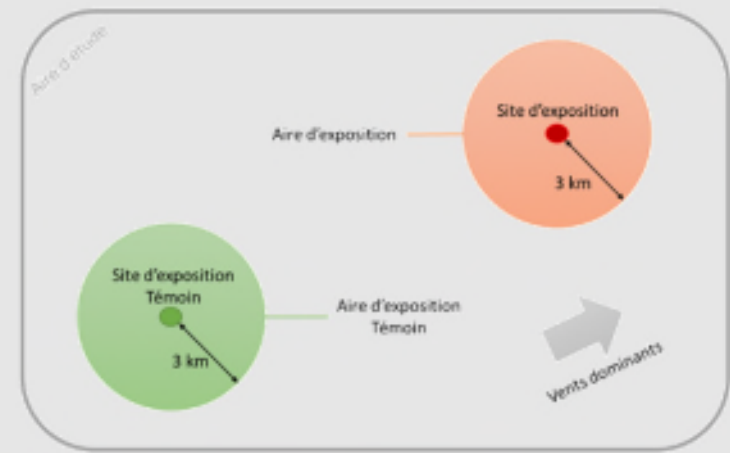 Aire d'étude
Site d'exposition
Aire d'exposition
3 km
Site d'exposition
Témoin
Aire d'exposition
Témoin
3 km
Vents dominants